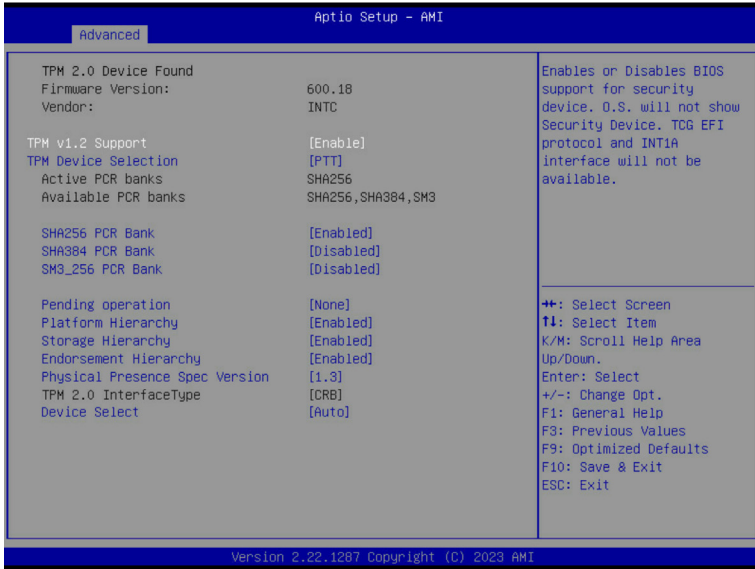 Aptio Setup – AMI
Advanced
TPM 2.0 Device Found
Firmware Version: 600.18
Vendor: INTC
TPM v1.2 Support [Enable]
TPM Device Selection [PTT]
Active PCR banks SHA256
Available PCR banks SHA256,SHA384,SM3
SHA256 PCR Bank [Enabled]
SHA384 PCR Bank [Disabled]
SM3_256 PCR Bank [Disabled]
Pending operation [None]
Platform Hierarchy [Enabled]
Storage Hierarchy [Enabled]
Endorsement Hierarchy [Enabled]
Physical Presence Spec Version [1.3]
TPM 2.0 InterfaceType [CRB]
Device Select [Auto]
Enables or Disables BIOS
support for security
device. O.S. will not show
Security Device. TCG EFI
protocol and INT1A
interface will not be
available.
→←: Select Screen
↑↓: Select Item
K/M: Scroll Help Area
Up/Down.
Enter: Select
+/-: Change Opt.
F1: General Help
F3: Previous Values
F9: Optimized Defaults
F10: Save & Exit
ESC: Exit
Version 2.22.1287 Copyright (C) 2023 AMI